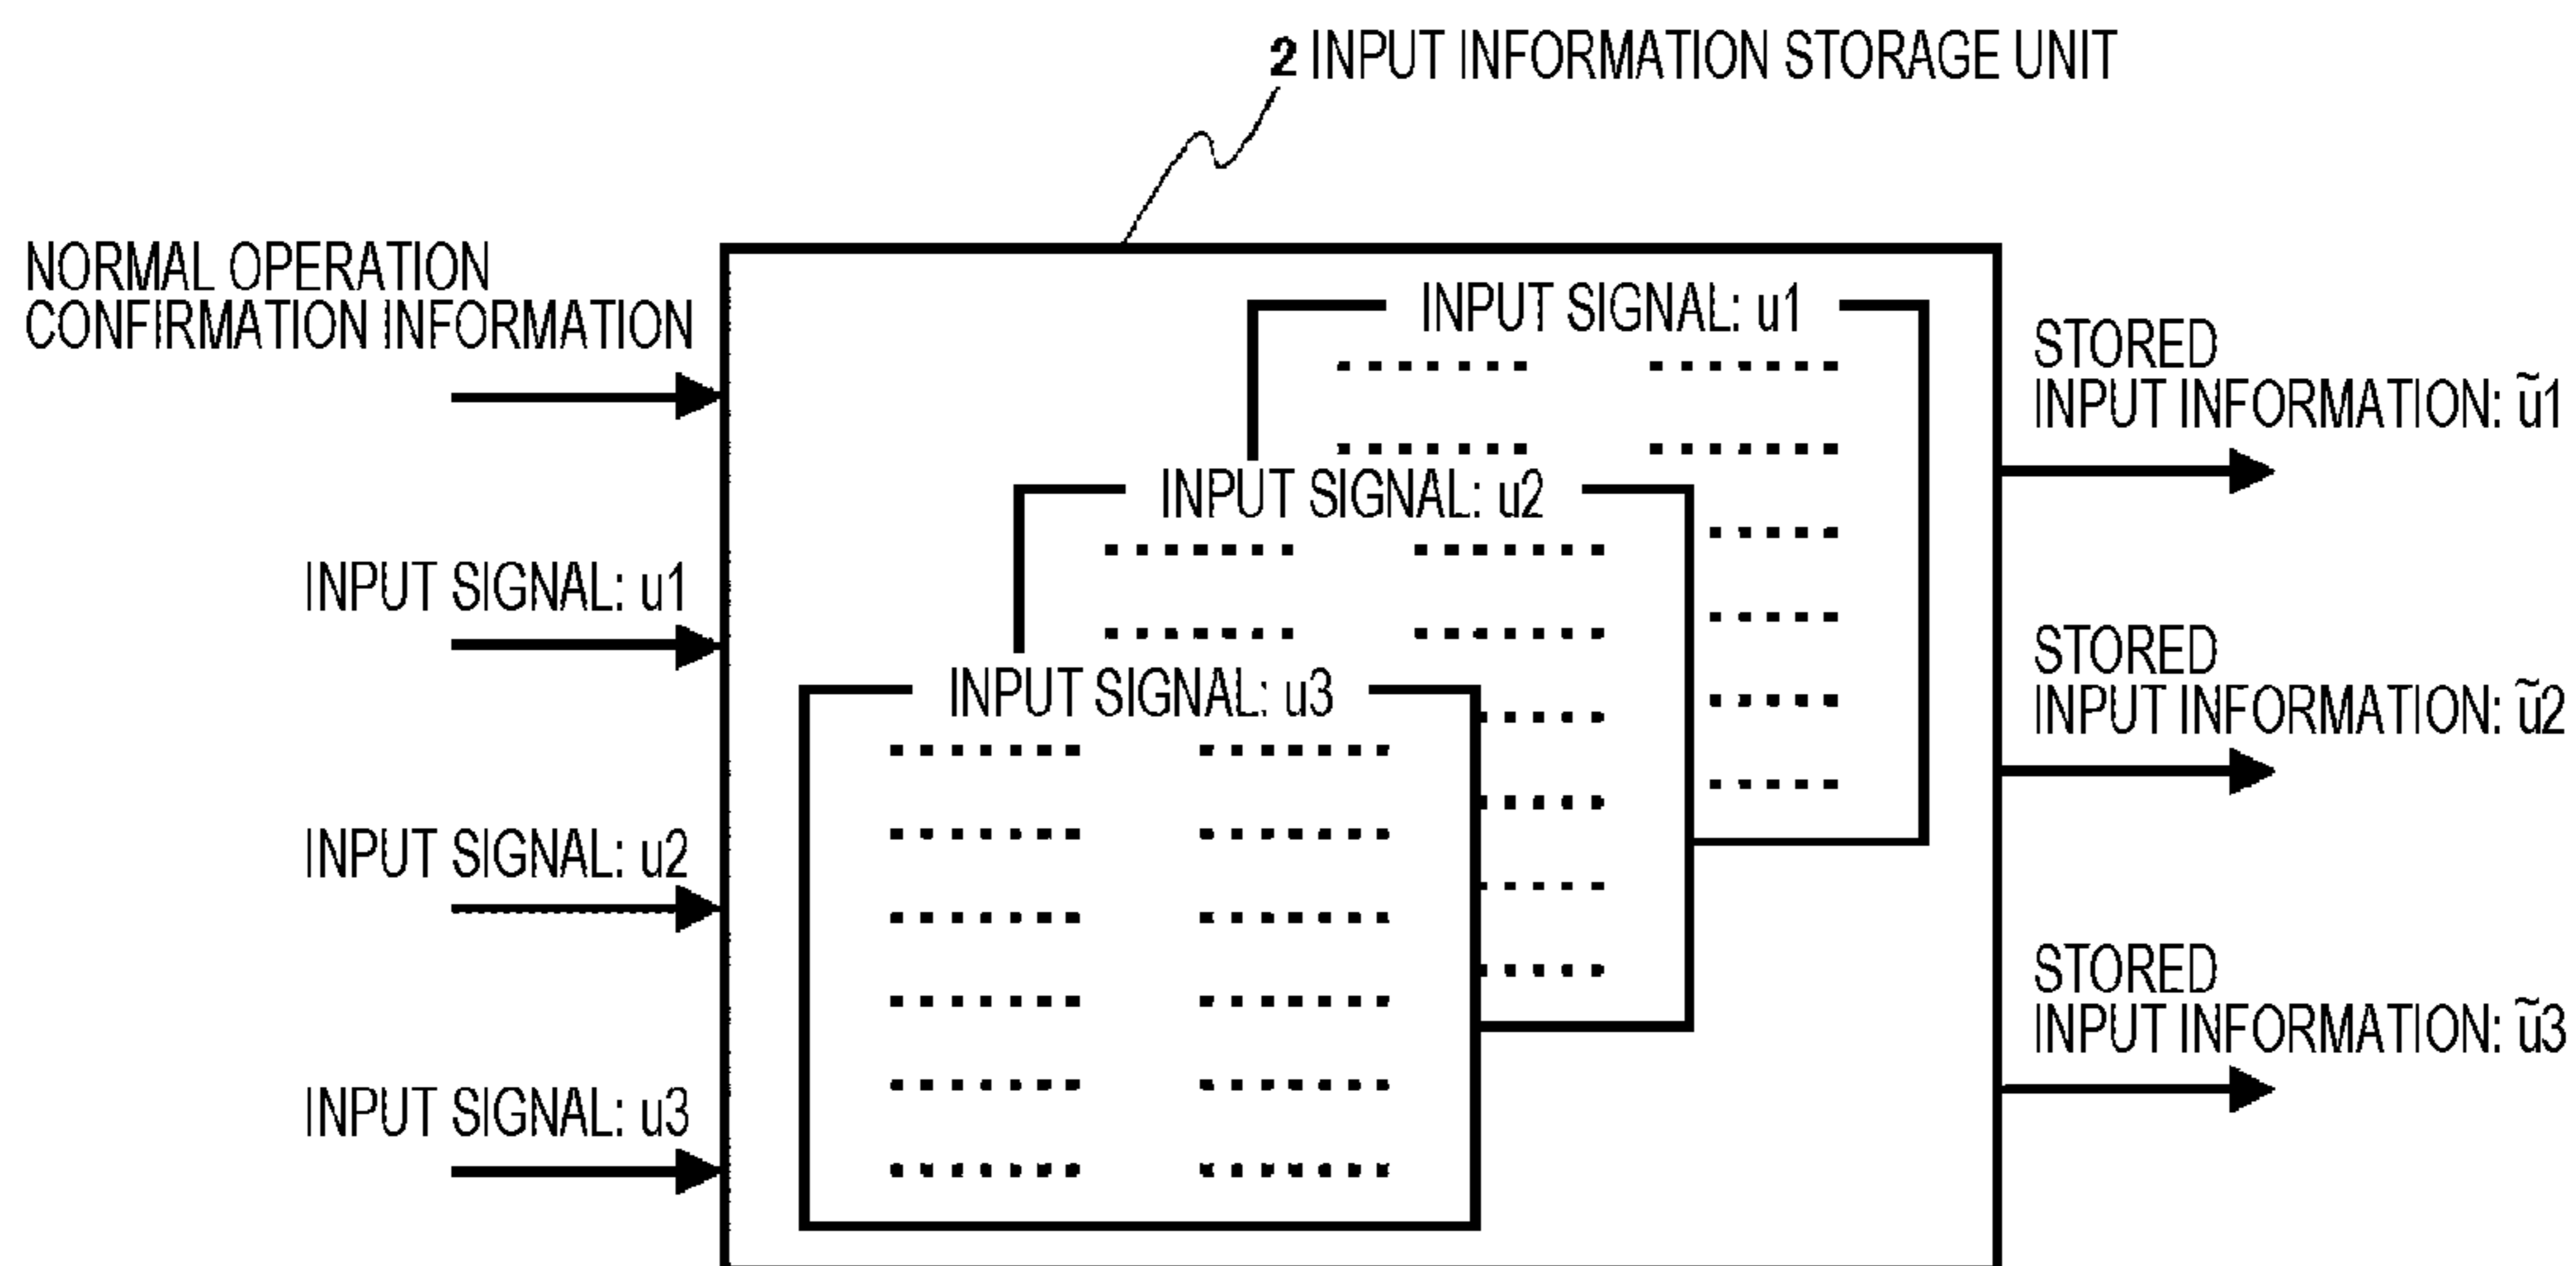 2 INPUT INFORMATION STORAGE UNIT
NORMAL OPERATION
CONFIRMATION INFORMATION
INPUT SIGNAL: u1
INPUT SIGNAL: u2
INPUT SIGNAL: u3
INPUT SIGNAL: u1
INPUT SIGNAL: u2
INPUT SIGNAL: u3
STORED
INPUT INFORMATION: ũ1
STORED
INPUT INFORMATION: ũ2
STORED
INPUT INFORMATION: ũ3